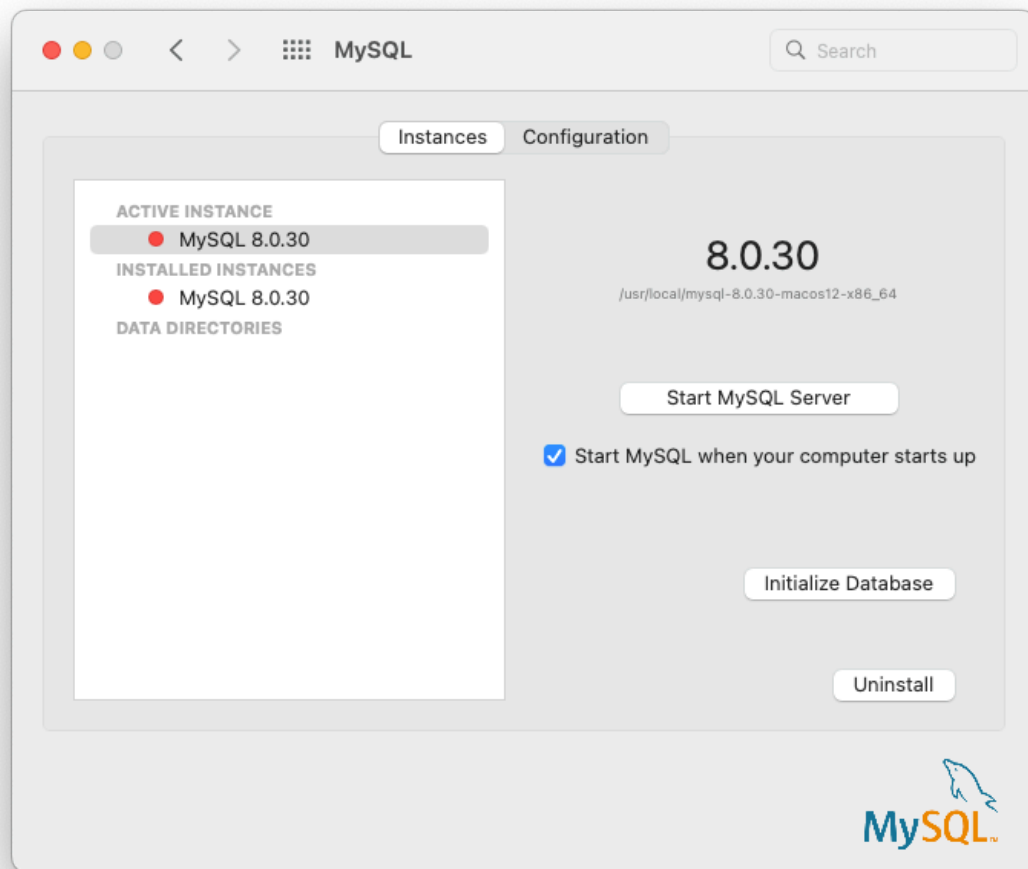 MySQL
Search
Instances
Configuration
ACTIVE INSTANCE
MySQL 8.0.30
INSTALLED INSTANCES
MySQL 8.0.30
DATA DIRECTORIES
8.0.30
/usr/local/mysql-8.0.30-macos12-x86_64
Start MySQL Server
Start MySQL when your computer starts up
Initialize Database
Uninstall
MySQL™